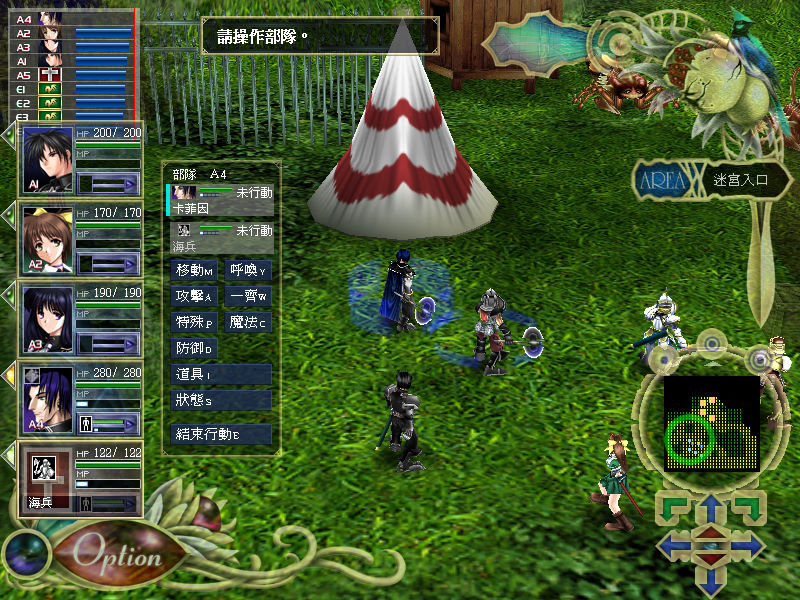 請操作部隊。
A4
A2
A3
A1
A5
E1
E2
E3
HP 200/ 200
MP
A1
HP 170/ 170
MP
A2
HP 190/ 190
MP
A3
HP 280/ 280
MP
A4
HP 122/ 122
MP
海兵
部隊 A4
未行動
卡菲因
未行動
海兵
移動M 呼喚Y
攻擊A 一齊W
特殊P 魔法C
防御D
道具I
狀態S
結束行動E
AREA 迷宮入口
Option